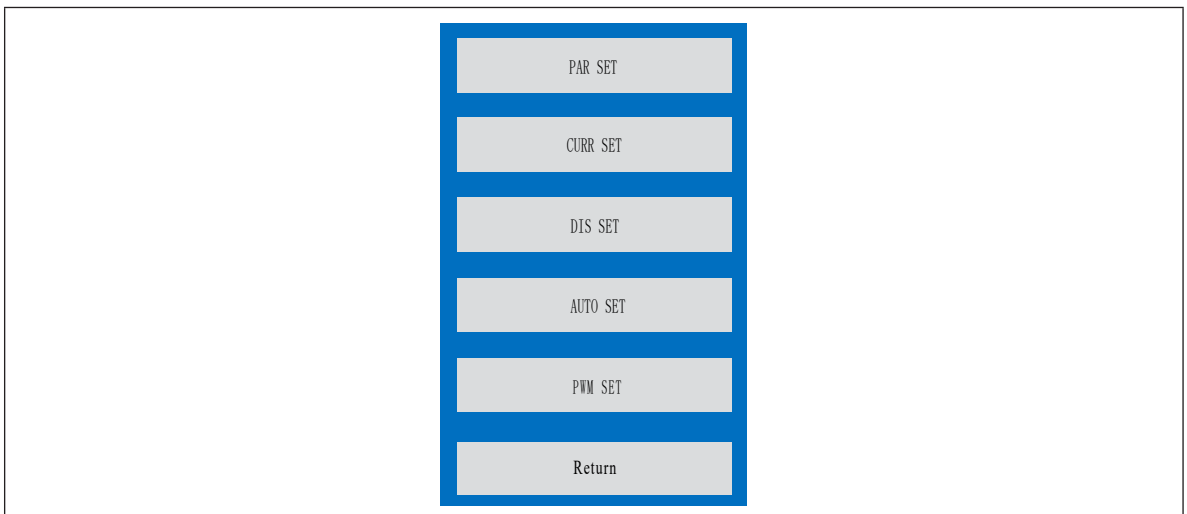 PAR SET
CURR SET
DIS SET
AUTO SET
PWM SET
Return